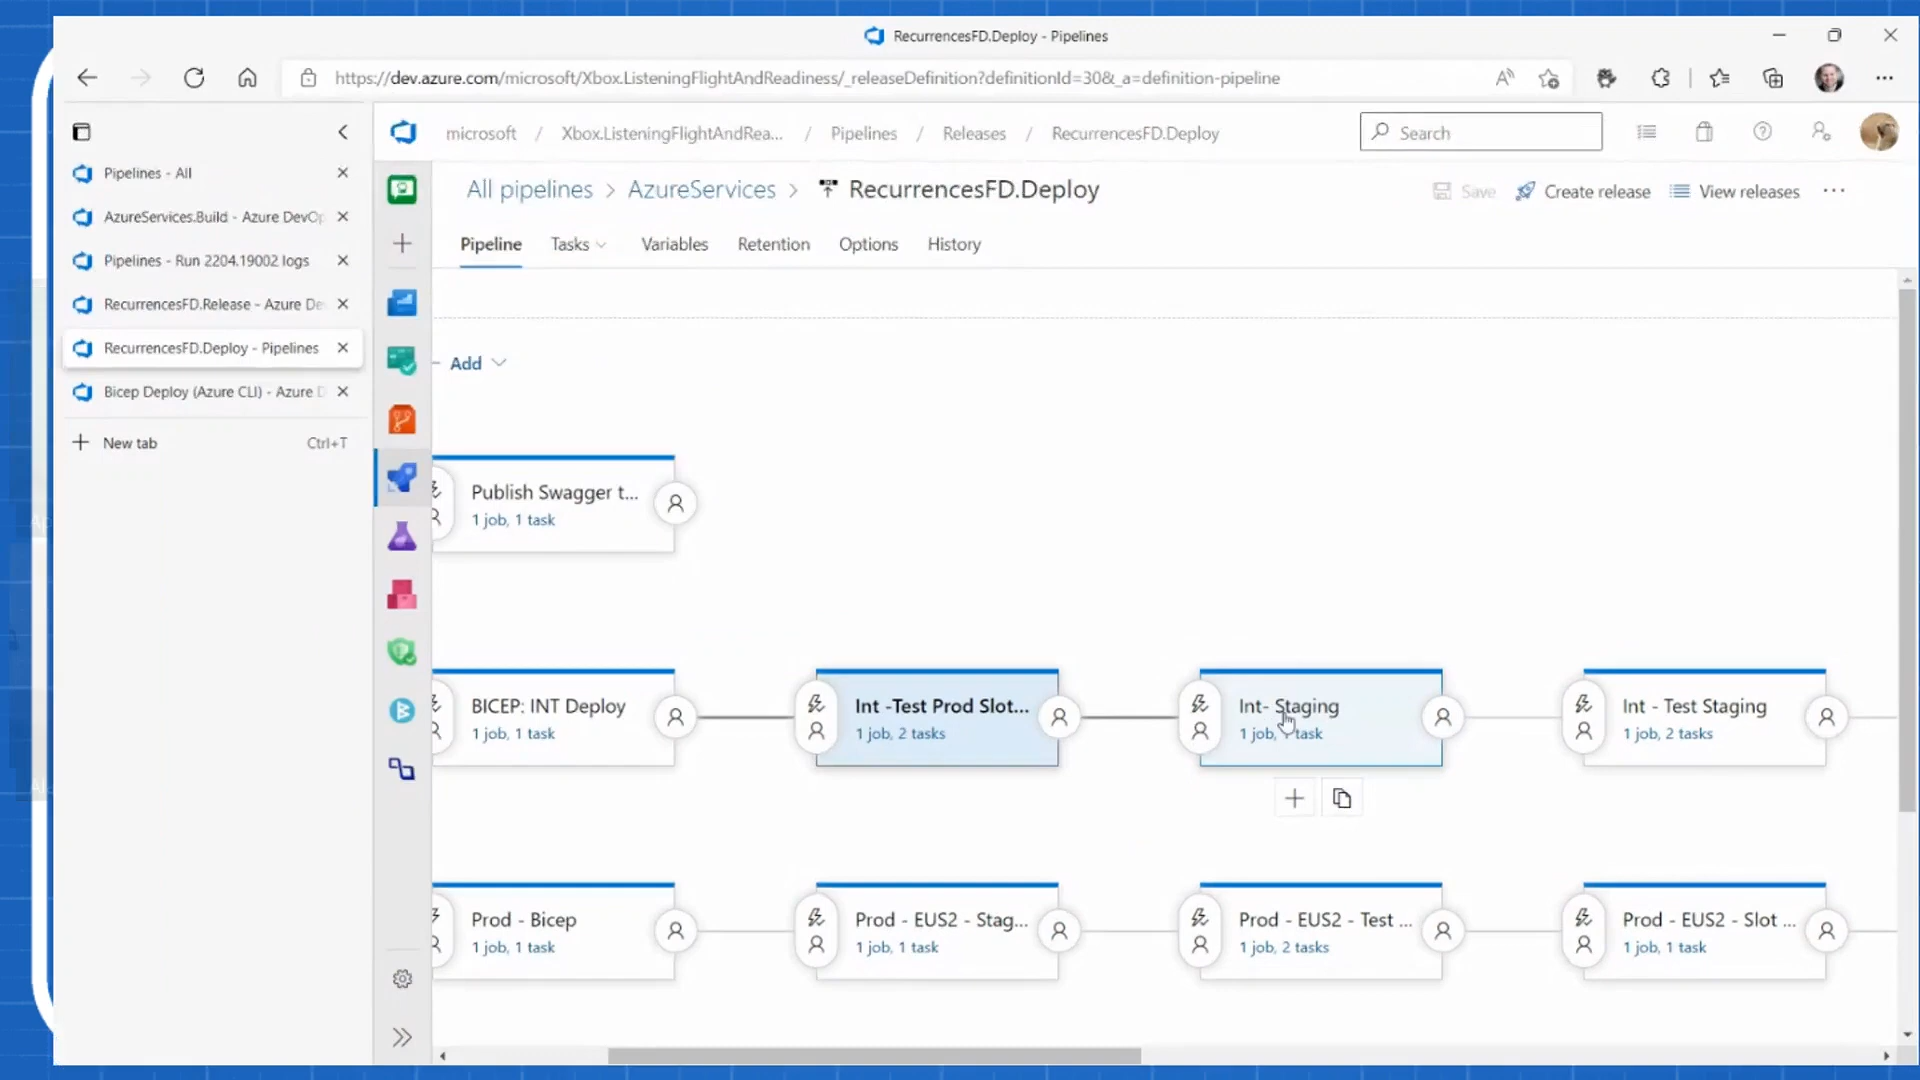 RecurrencesFD.Deploy - Pipelines
https://dev.azure.com/microsoft/Xbox.ListeningFlightAndReadiness/_releaseDefinition?definitionId=30&_a=definition-pipeline
Pipelines - All
AzureServices.Build - Azure DevOp
Pipelines - Run 2204.19002 logs
RecurrencesFD.Release - Azure De
RecurrencesFD.Deploy - Pipelines
Bicep Deploy (Azure CLI) - Azure D
New tab Ctrl+T
microsoft / Xbox.ListeningFlightAndRea... / Pipelines / Releases / RecurrencesFD.Deploy
Search
All pipelines > AzureServices > RecurrencesFD.Deploy
Save Create release View releases ...
Pipeline Tasks Variables Retention Options History
Add
Publish Swagger t...
1 job, 1 task
BICEP: INT Deploy
1 job, 1 task
Int -Test Prod Slot...
1 job, 2 tasks
Int- Staging
1 job, 1 task
Int - Test Staging
1 job, 2 tasks
Prod - Bicep
1 job, 1 task
Prod - EUS2 - Stag...
1 job, 1 task
Prod - EUS2 - Test ...
1 job, 2 tasks
Prod - EUS2 - Slot ...
1 job, 1 task